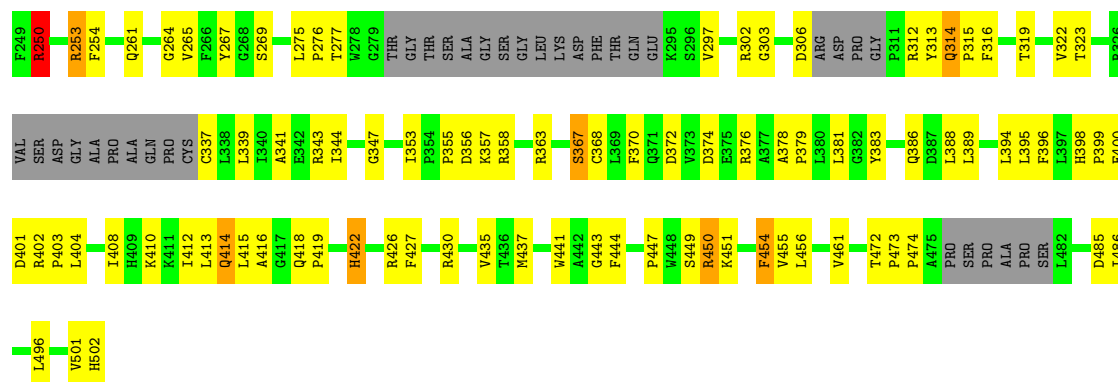 F249 R250 R253 F254 Q261 G264 V265 F266 Y267 G268 S269 L275 P276 T277 W278 G279 THR GLY THR SER ALA GLY SER GLY LEU LYS ASP PHE THR GLN GLU K295 S296 V297 R302 G303 D306 ARG ASP PRO GLY P311 R312 Y313 Q314 P315 F316 T319 V322 T323
VAL SER ASP GLY ALA PRO ALA GLN PRO CYS C337 L338 L339 I340 A341 E342 R343 I344 G347 I353 P354 P355 D356 K357 R358 R363 S367 C368 L369 F370 Q371 D372 V373 D374 E375 R376 A377 A378 P379 L380 L381 G382 Y383 Q386 D387 L388 L389 L394 L395 F396 L397 H398 P399
D401 R402 P403 L404 I408 H409 K410 K411 I412 L413 Q414 L415 A416 G417 Q418 P419 H422 R426 F427 R430 V435 T436 M437 W441 A442 G443 F444 P447 W448 S449 R450 K451 F454 V455 L456 V461 T472 P473 P474 A475 PRO SER PRO ALA PRO SER L482 D485
L496 V501 H502